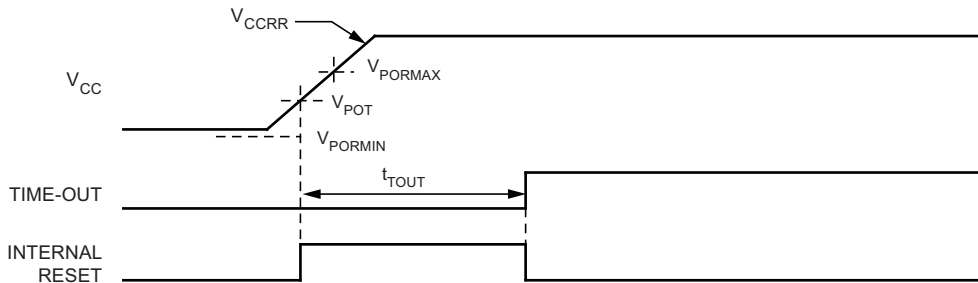 VCCRR
VCC
VPORMAX
VPOT
VPORMIN
tTOUT
TIME-OUT
INTERNAL
RESET